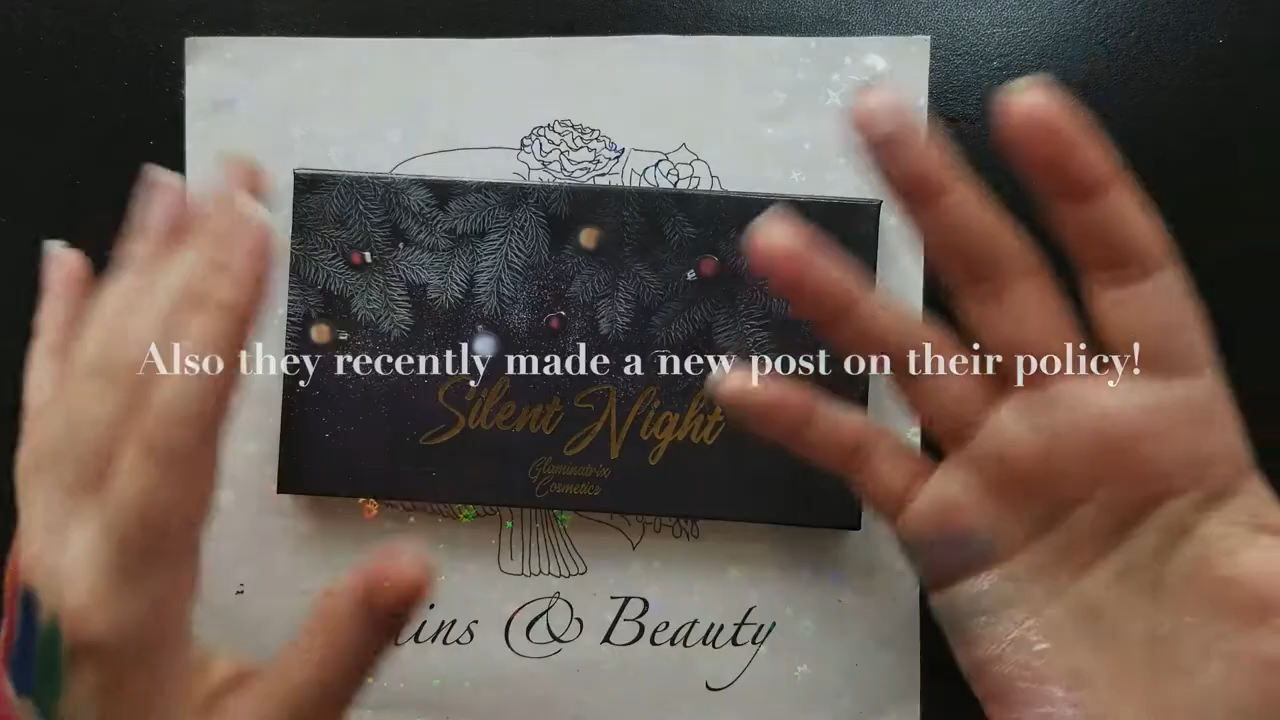 Also they recently made a new post on their policy!
Silent Night
Glaminatrix
Cosmetics
& Beauty